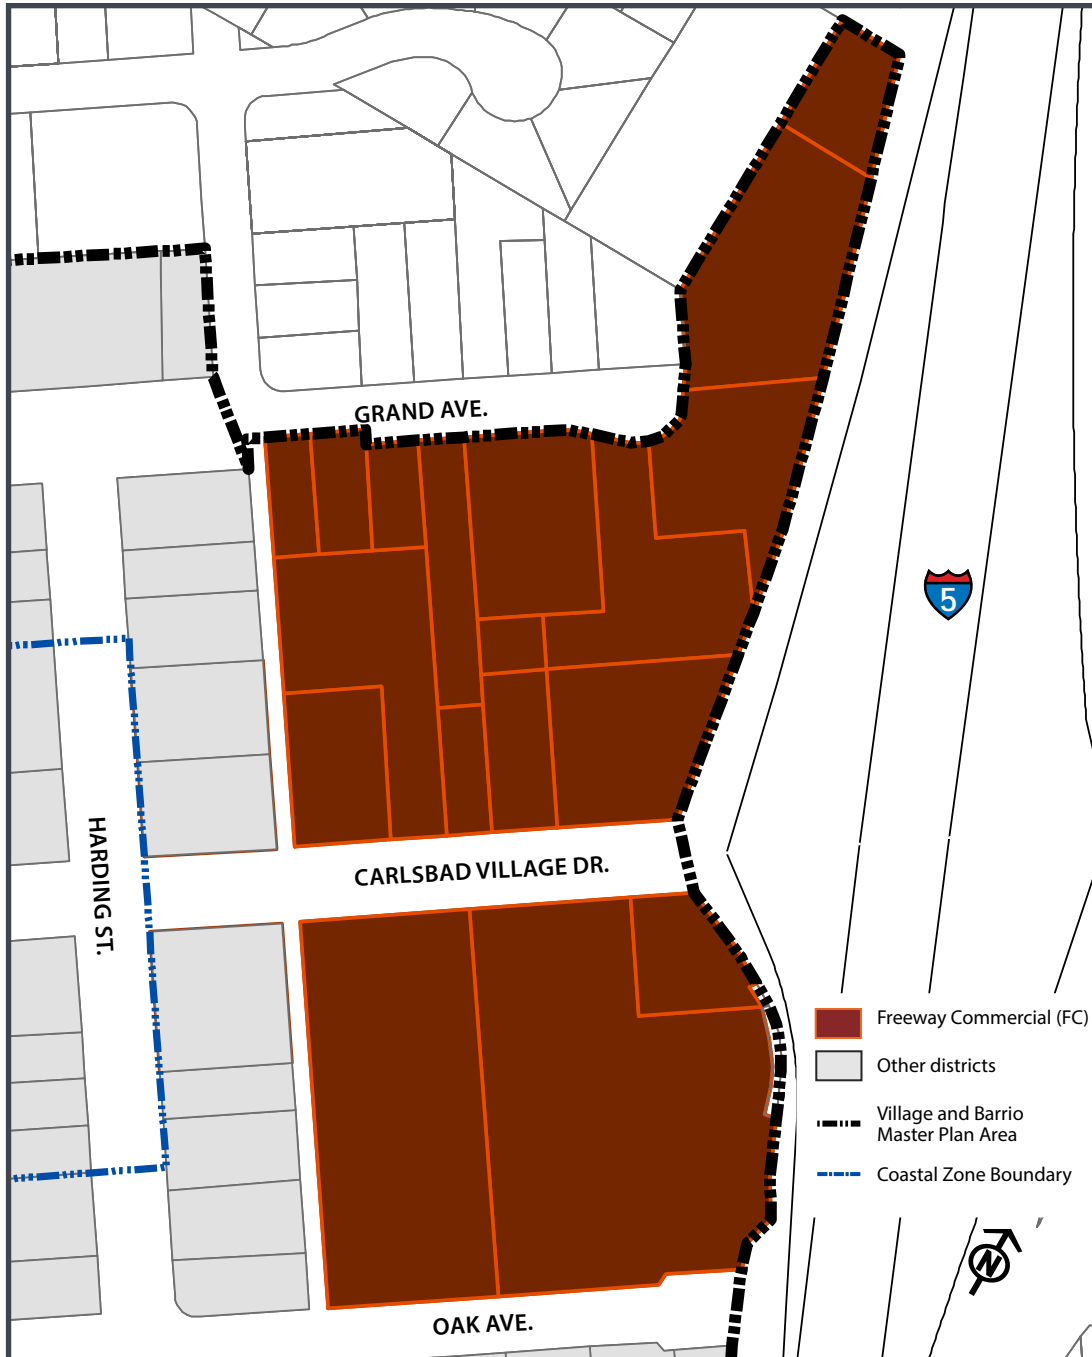 GRAND AVE.
5
HARDING ST.
CARLSBAD VILLAGE DR.
Freeway Commercial (FC)
Other districts
Village and Barrio
Master Plan Area
Coastal Zone Boundary
N
OAK AVE.